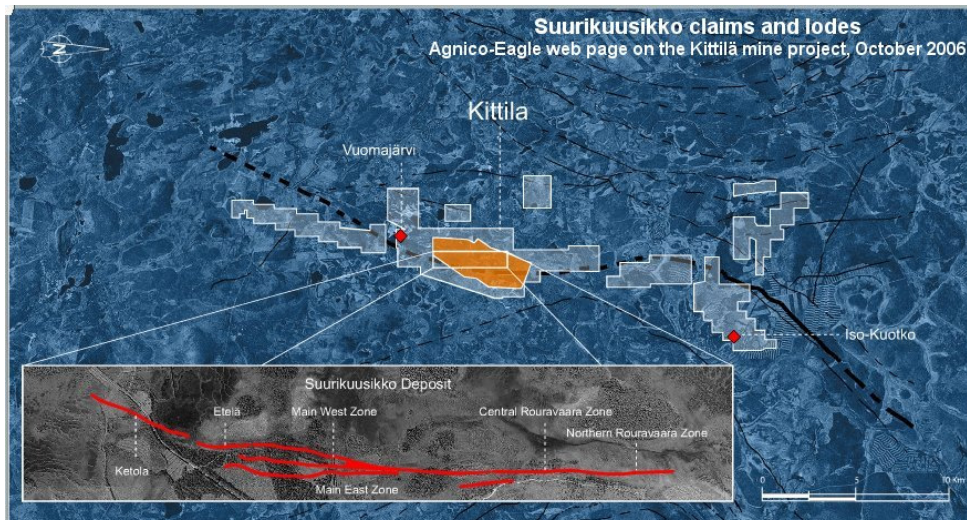 Suurikuusikko claims and lodes
Agnico-Eagle web page on the Kittilä mine project, October 2006
N
Kittila
Vuomajärvi
Iso-Kuotko
Suurikuusikko Deposit
Etelä
Main West Zone
Central Rouravaara Zone
Northern Rouravaara Zone
Ketola
Main East Zone
0 5 10 Km